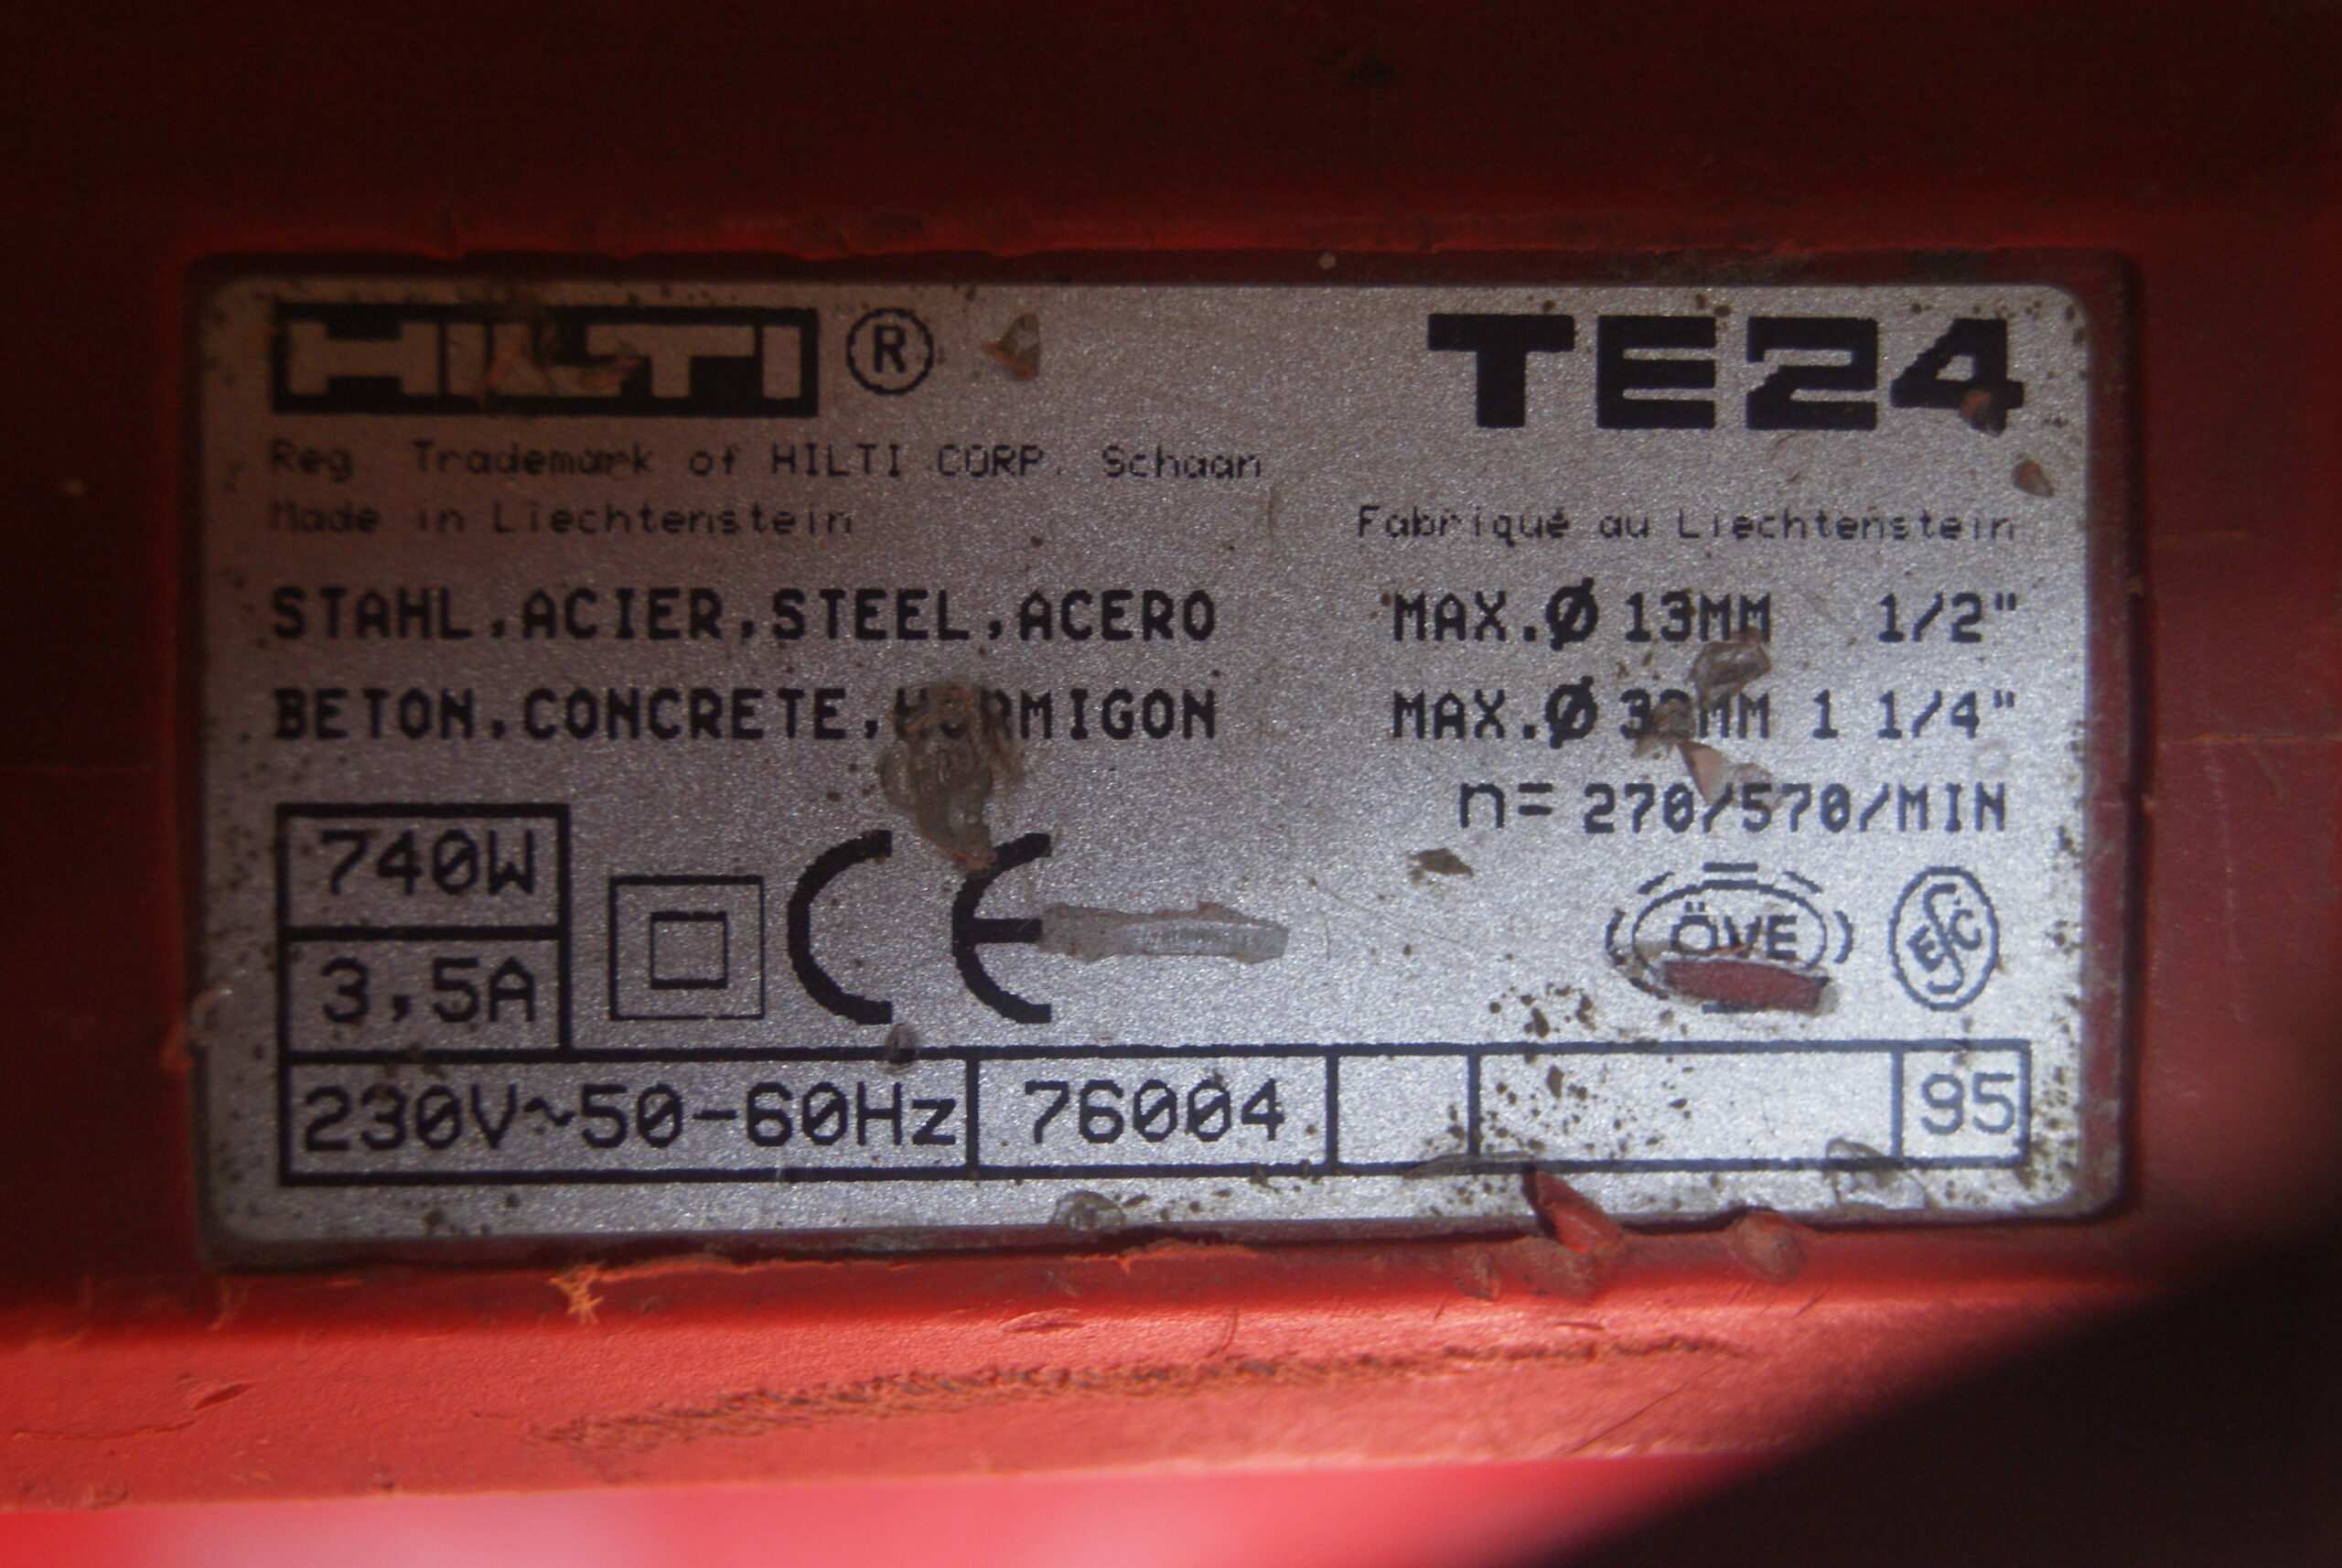 HILTI ® TE24
Reg. Trademark of HILTI CORP. Schaan
Made in Liechtenstein Fabriqué au Liechtenstein
STAHL,ACIER,STEEL,ACERO MAX.Ø 13MM 1/2"
BETON,CONCRETE,HORMIGON MAX.Ø 32MM 1 1/4"
n= 270/570/MIN
740W
CE ÖVE
3,5A
230V~50-60Hz 76004 95